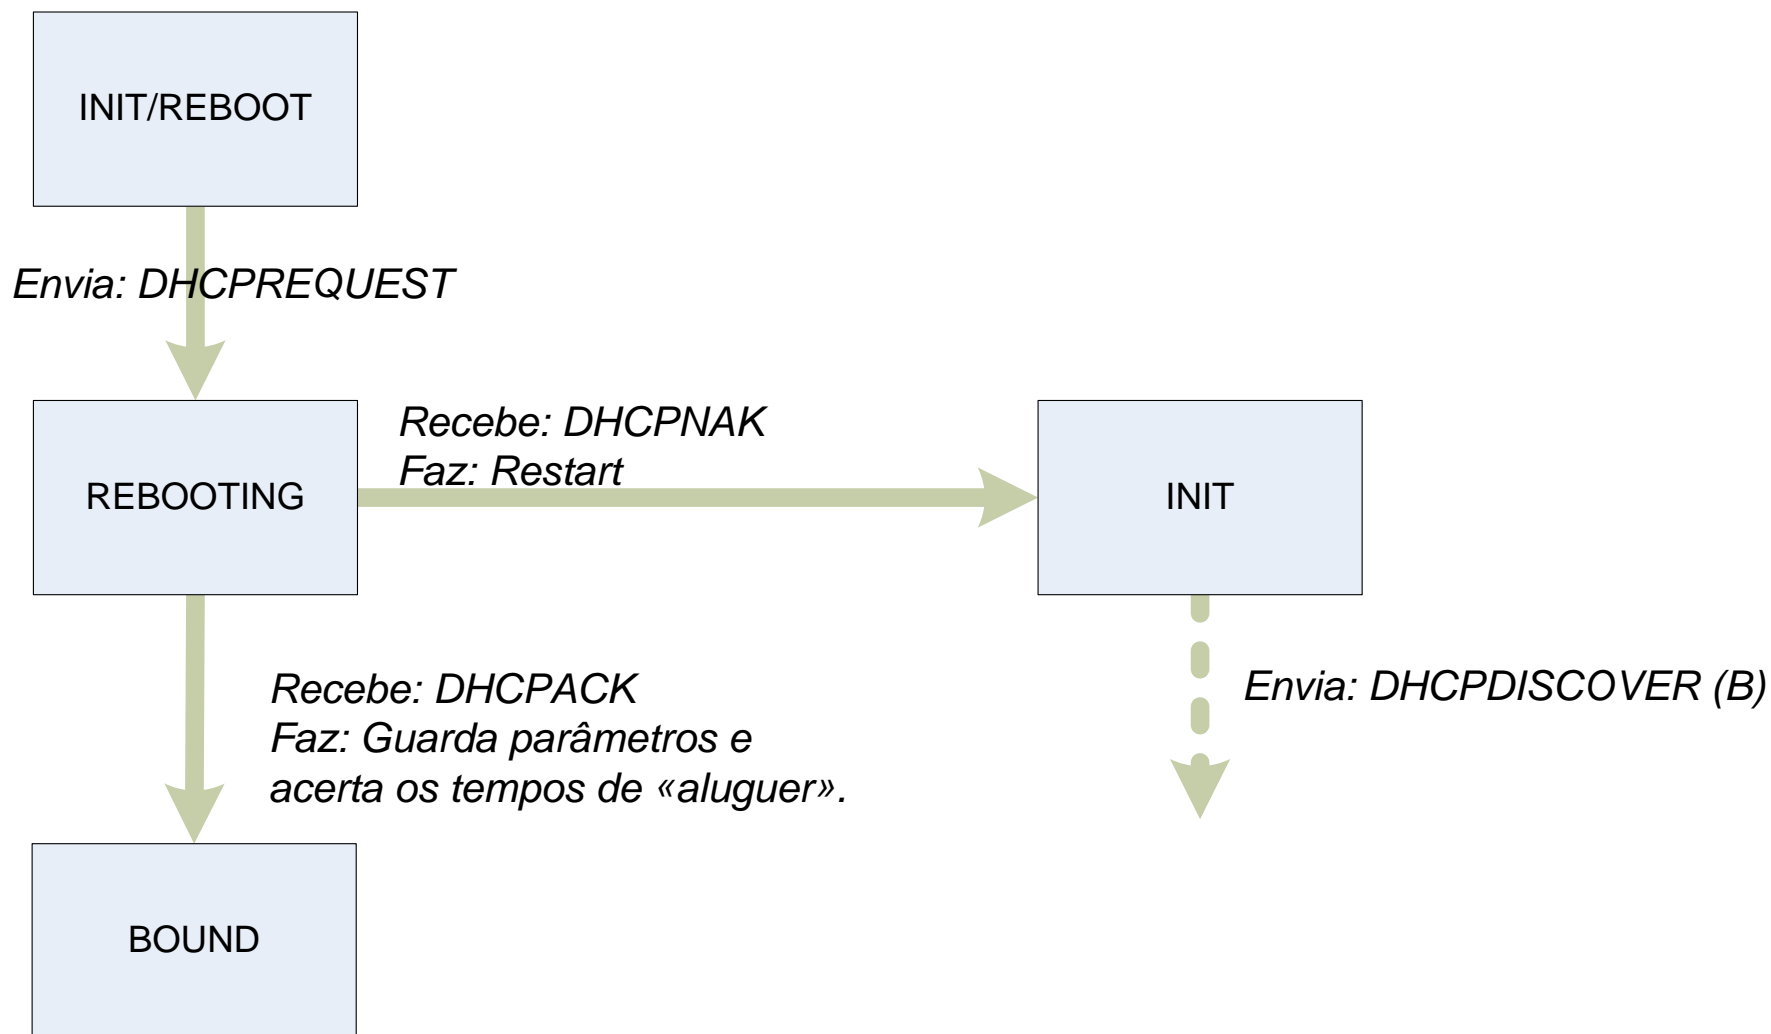 INIT/REBOOT
Envia: DHCPREQUEST
Recebe: DHCPNAK
Faz: Restart
REBOOTING
INIT
Recebe: DHCPACK
Faz: Guarda parâmetros e
acerta os tempos de «aluguer».
Envia: DHCPDISCOVER (B)
BOUND